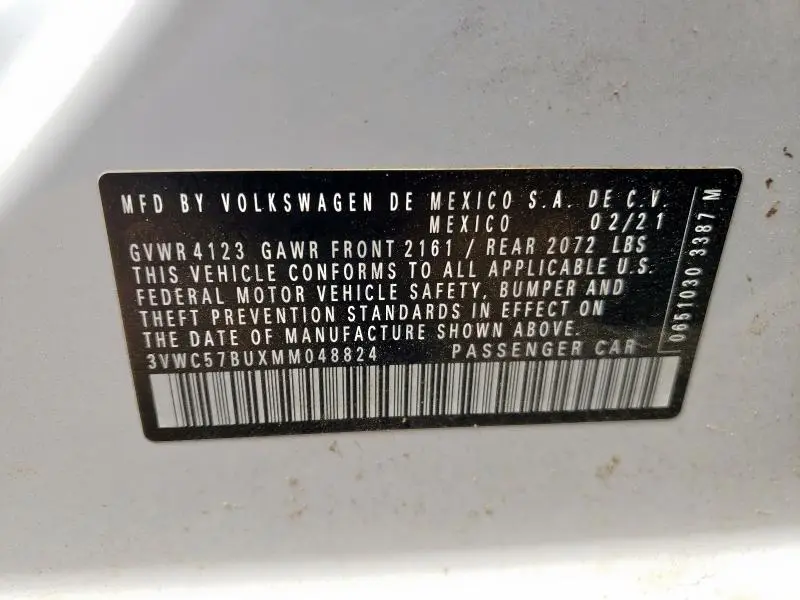 MFD BY VOLKSWAGEN DE MEXICO S.A. DE C.V.
MEXICO 02/21
GVWR 4123 GAWR FRONT 2161 / REAR 2072 LBS
THIS VEHICLE CONFORMS TO ALL APPLICABLE U.S.
FEDERAL MOTOR VEHICLE SAFETY, BUMPER AND
THEFT PREVENTION STANDARDS IN EFFECT ON
THE DATE OF MANUFACTURE SHOWN ABOVE.
3VWC57BUXMM048824 PASSENGER CAR
0651030 3387 M